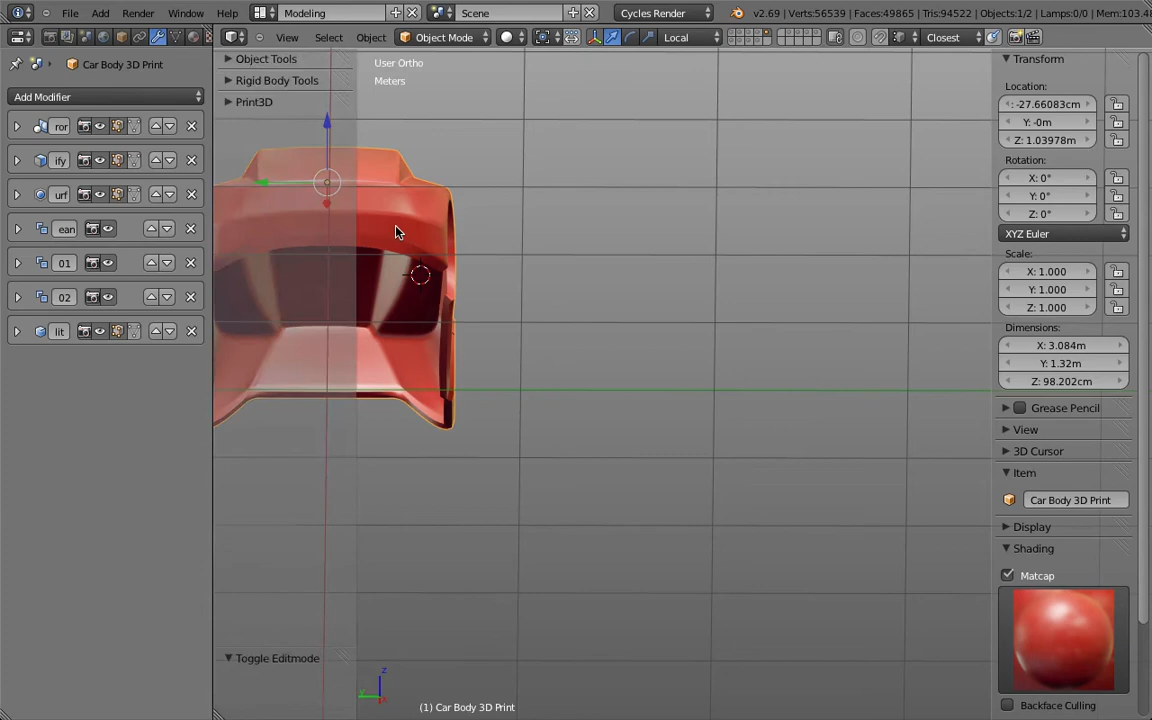 File Add Render Window Help Modeling Scene Cycles Render v2.69 | Verts:56539 | Faces:49865 | Tris:94522 | Objects:1/2 | Lamps:0/0 | Mem:103.4
View Select Object Object Mode Local Closest
Car Body 3D Print
Add Modifier
ror
ify
urf
ean
01
02
lit
Object Tools
Rigid Body Tools
Print3D
Toggle Editmode
User Ortho
Meters
z
y
(1) Car Body 3D Print
Transform
Location:
: -27.66083cm
Y: -0m
Z: 1.03978m
Rotation:
X: 0°
Y: 0°
Z: 0°
XYZ Euler
Scale:
X: 1.000
Y: 1.000
Z: 1.000
Dimensions:
X: 3.084m
Y: 1.32m
Z: 98.202cm
Grease Pencil
View
3D Cursor
Item
Car Body 3D Print
Display
Shading
Matcap
Backface Culling